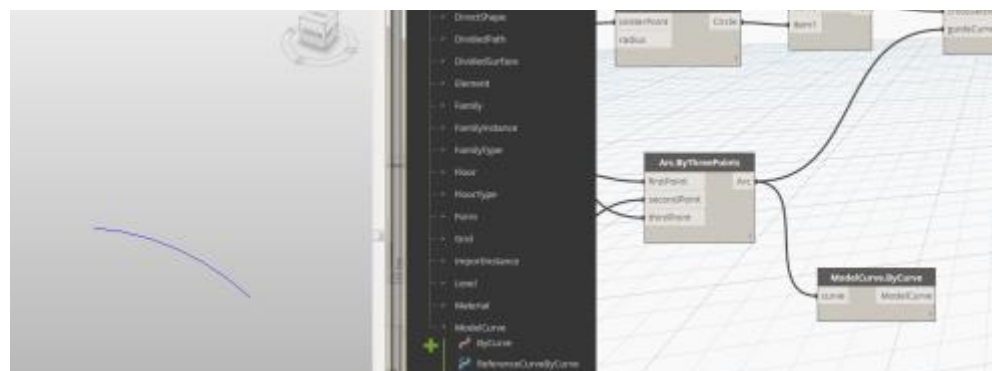 DirectShape
DividedPath
DividedSurface
Element
Family
FamilyInstance
FamilyType
Floor
FloorType
Form
Grid
ImportInstance
Level
Material
ModelCurve
ByCurve
ReferenceCurveByCurve
centerPoint Circle
radius
item1
guideCurve
Arc.ByThreePoints
firstPoint Arc
secondPoint
thirdPoint
ModelCurve.ByCurve
curve ModelCurve